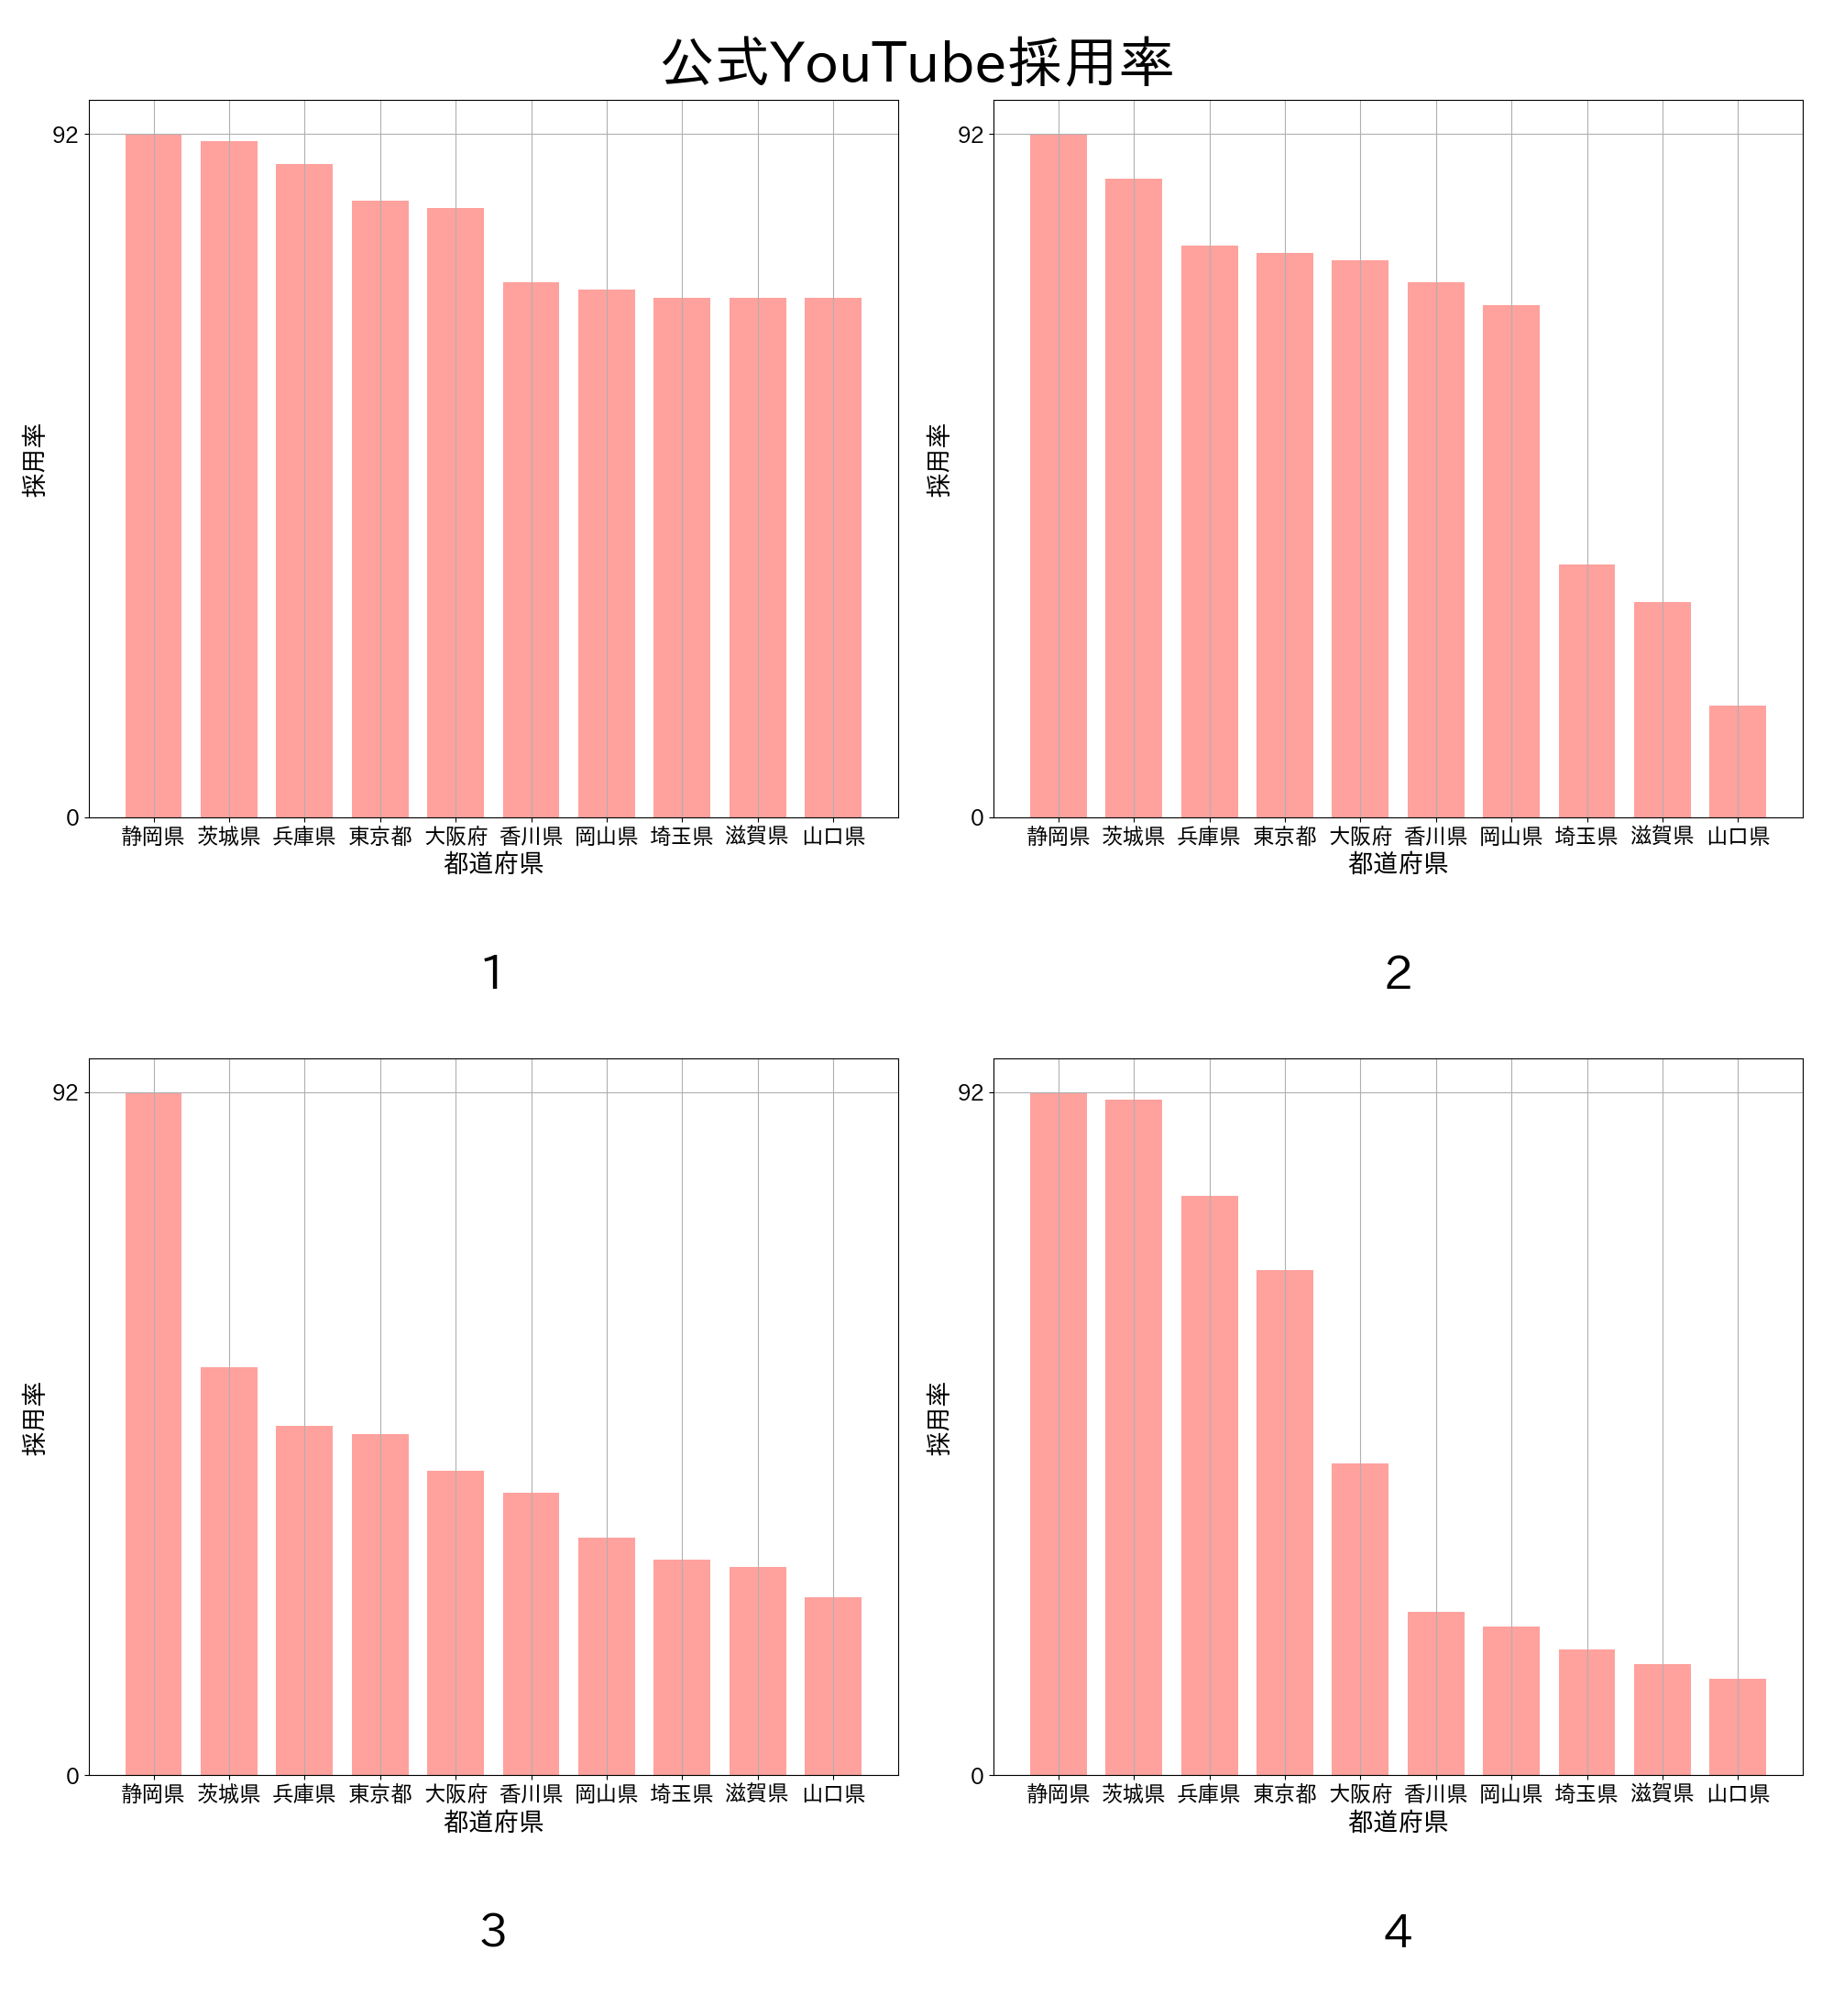 公式YouTube採用率
92
0
採用率
静岡県 茨城県 兵庫県 東京都 大阪府 香川県 岡山県 埼玉県 滋賀県 山口県
都道府県
1
92
0
採用率
静岡県 茨城県 兵庫県 東京都 大阪府 香川県 岡山県 埼玉県 滋賀県 山口県
都道府県
2
92
0
採用率
静岡県 茨城県 兵庫県 東京都 大阪府 香川県 岡山県 埼玉県 滋賀県 山口県
都道府県
3
92
0
採用率
静岡県 茨城県 兵庫県 東京都 大阪府 香川県 岡山県 埼玉県 滋賀県 山口県
都道府県
4